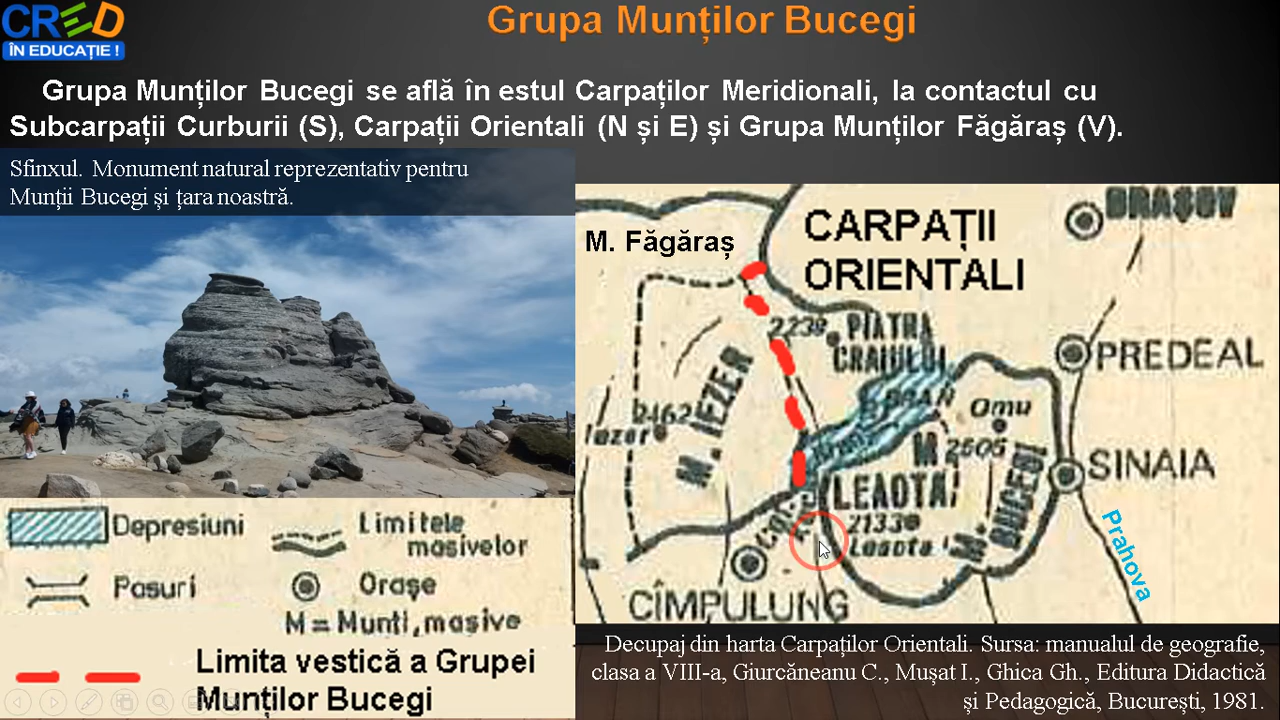 CRED
ÎN EDUCAȚIE !
Grupa Munților Bucegi
Grupa Munților Bucegi se află în estul Carpaților Meridionali, la contactul cu
Subcarpații Curburii (S), Carpații Orientali (N și E) și Grupa Munților Făgăraș (V).
Sfinxul. Monument natural reprezentativ pentru
Munții Bucegi și țara noastră.
M. Făgăraș
CARPAȚII
ORIENTALI
BRAȘOV
2238
PIATRA
CRAIULUI
PREDEAL
BRAN
Omu
2505
M. IEZER
2462
Iezer
M
LEAOTA
2133
Leaota
M. BUCEGI
SINAIA
Prahova
CÎMPULUNG
Depresiuni
Limitele
masivelor
Pasuri
Orașe
M = Munți, masive
Limita vestică a Grupei
Munților Bucegi
Decupaj din harta Carpaților Orientali. Sursa: manualul de geografie,
clasa a VIII-a, Giurcăneanu C., Mușat I., Ghica Gh., Editura Didactică
și Pedagogică, București, 1981.